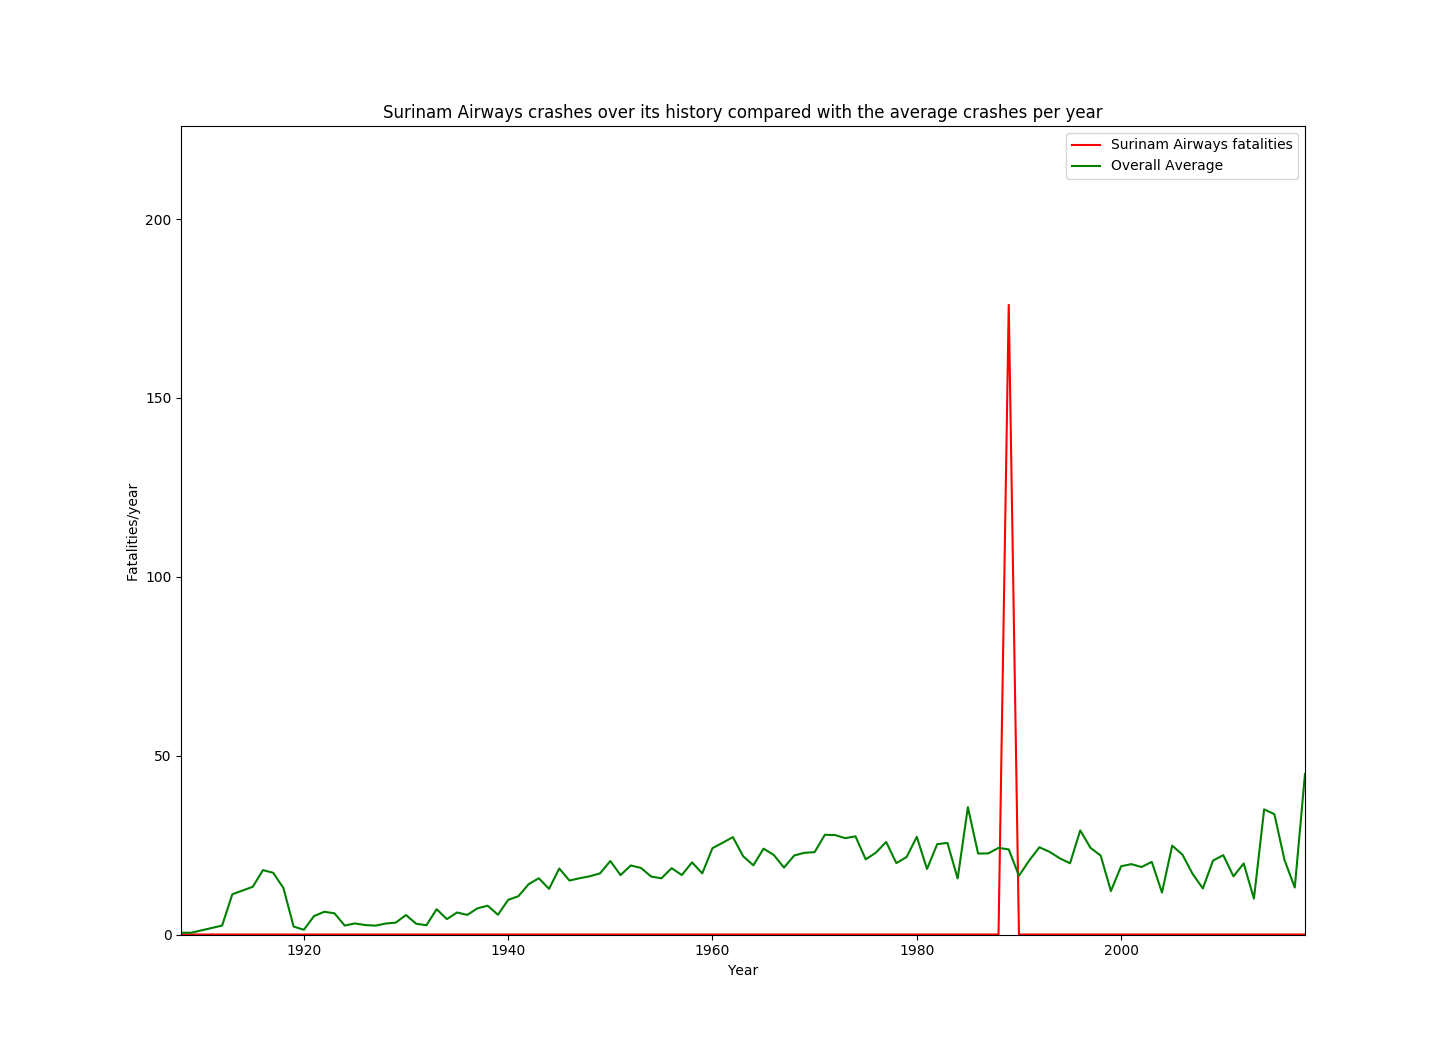 Surinam Airways crashes over its history compared with the average crashes per year
Surinam Airways fatalities
Overall Average
200
150
100
50
0
Fatalities/year
1920 1940 1960 1980 2000
Year